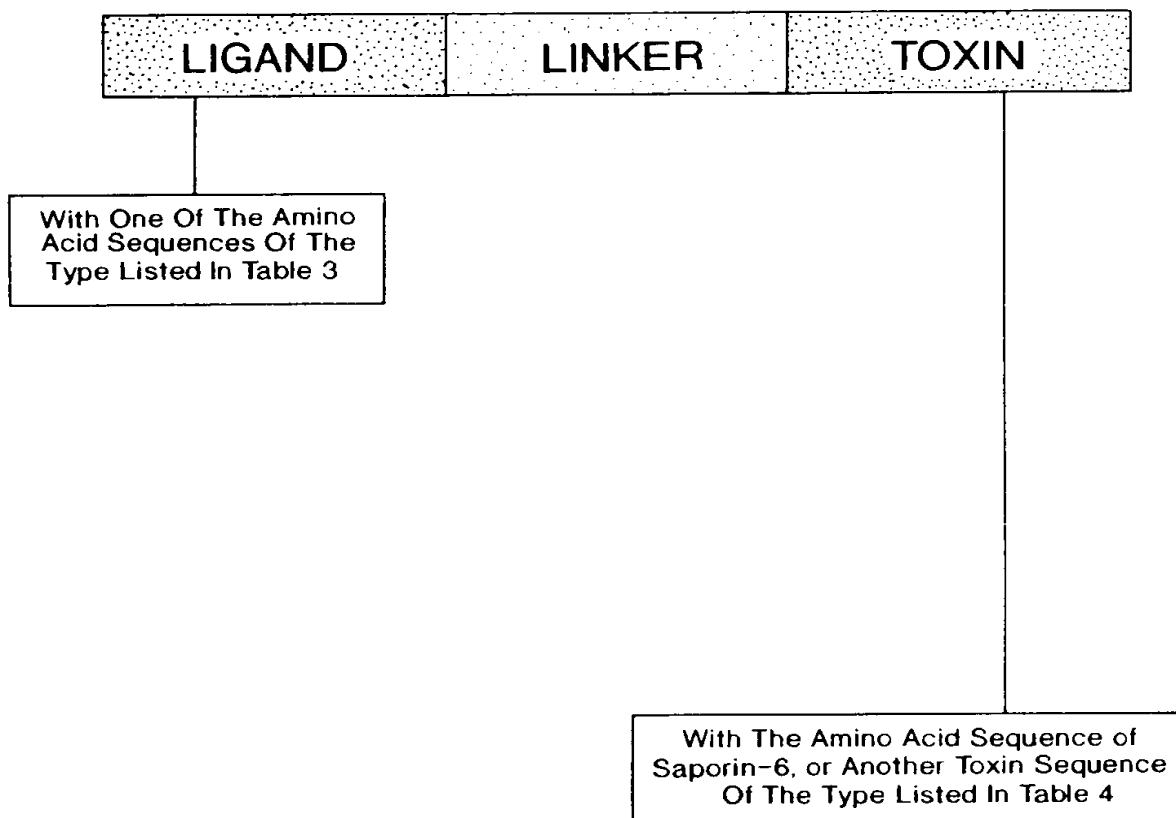 LIGAND LINKER TOXIN
With One Of The Amino
Acid Sequences Of The
Type Listed In Table 3
With The Amino Acid Sequence of
Saporin-6, or Another Toxin Sequence
Of The Type Listed In Table 4